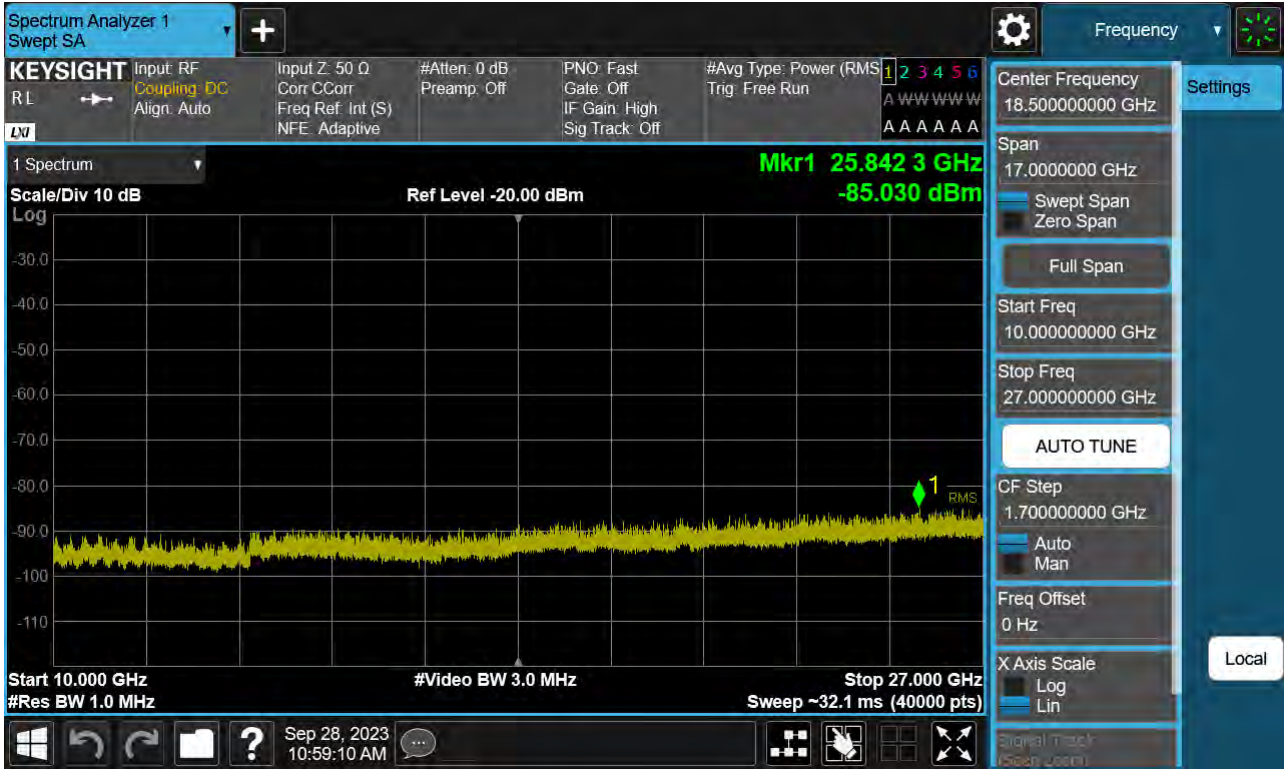 Spectrum Analyzer 1
Swept SA
+
Frequency
KEYSIGHT
R L
LXI
Input: RF
Coupling: DC
Align: Auto
Input Z: 50 Ω
Corr CCorr
Freq Ref: Int (S)
NFE: Adaptive
#Atten: 0 dB
Preamp: Off
PNO: Fast
Gate: Off
IF Gain: High
Sig Track: Off
#Avg Type: Power (RMS
Trig: Free Run
1 2 3 4 5 6
A W W W W W
A A A A A A
1 Spectrum
Scale/Div 10 dB
Log
Ref Level -20.00 dBm
Mkr1 25.842 3 GHz
-85.030 dBm
-30.0
-40.0
-50.0
-60.0
-70.0
-80.0
-90.0
-100
-110
1
RMS
Start 10.000 GHz
#Res BW 1.0 MHz
#Video BW 3.0 MHz
Stop 27.000 GHz
Sweep ~32.1 ms (40000 pts)
Center Frequency
18.500000000 GHz
Span
17.0000000 GHz
Swept Span
Zero Span
Full Span
Start Freq
10.000000000 GHz
Stop Freq
27.000000000 GHz
AUTO TUNE
CF Step
1.700000000 GHz
Auto
Man
Freq Offset
0 Hz
X Axis Scale
Log
Lin
Signal Track
(Span Zoom)
Settings
Local
?
Sep 28, 2023
10:59:10 AM